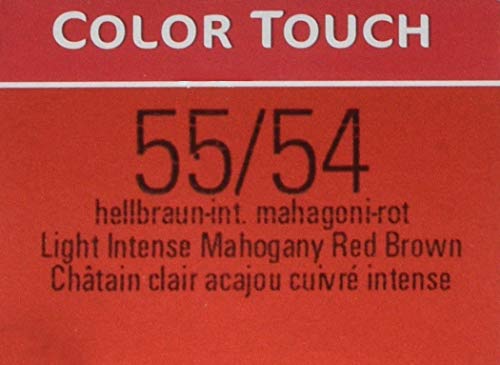 COLOR TOUCH
55/54
hellbraun-int. mahagoni-rot
Light Intense Mahogany Red Brown
Châtain clair acajou cuivré intense